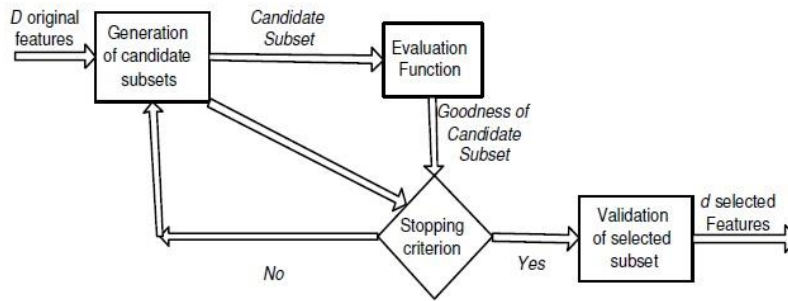 D original
features
Generation
of candidate
subsets
Candidate
Subset
Evaluation
Function
Goodness of
Candidate
Subset
Stopping
criterion
No
Yes
Validation
of selected
subset
d selected
Features